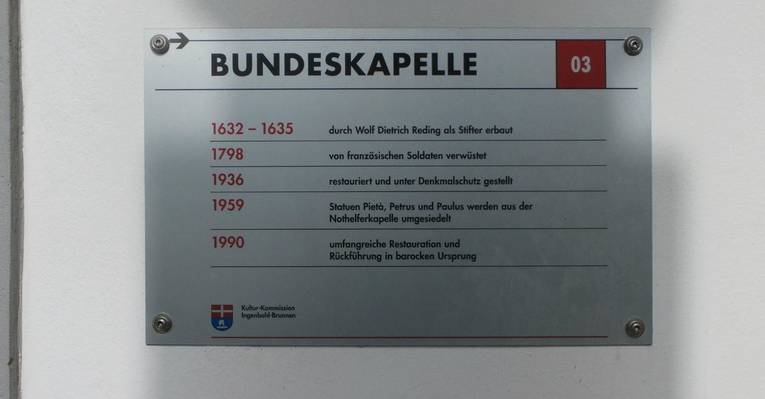 BUNDESKAPELLE 03
1632 – 1635 durch Wolf Dietrich Reding als Stifter erbaut
1798 von französischen Soldaten verwüstet
1936 restauriert und unter Denkmalschutz gestellt
1959 Statuen Pietà, Petrus und Paulus werden aus der
Nothelferkapelle umgesiedelt
1990 umfangreiche Restauration und
Rückführung in barocken Ursprung
Kultur-Kommission
Ingenbohl-Brunnen